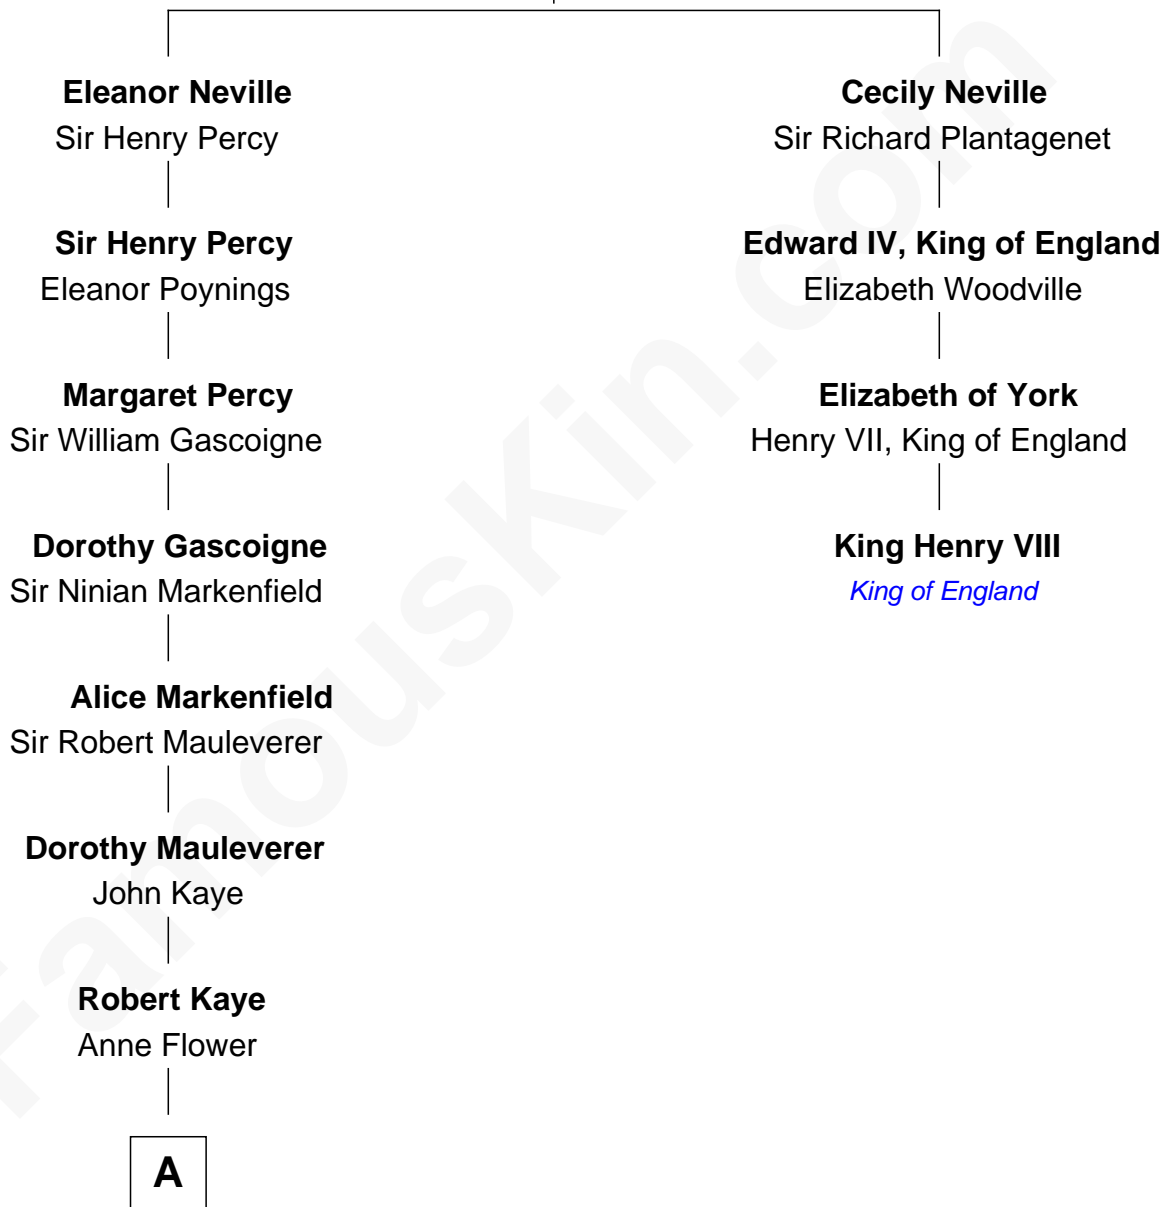 Eleanor Neville
Sir Henry Percy
Cecily Neville
Sir Richard Plantagenet
Sir Henry Percy
Eleanor Poynings
Edward IV, King of England
Elizabeth Woodville
Margaret Percy
Sir William Gascoigne
Elizabeth of York
Henry VII, King of England
Dorothy Gascoigne
Sir Ninian Markenfield
King Henry VIII
King of England
Alice Markenfield
Sir Robert Mauleverer
Dorothy Mauleverer
John Kaye
Robert Kaye
Anne Flower
A
FamousKin.com